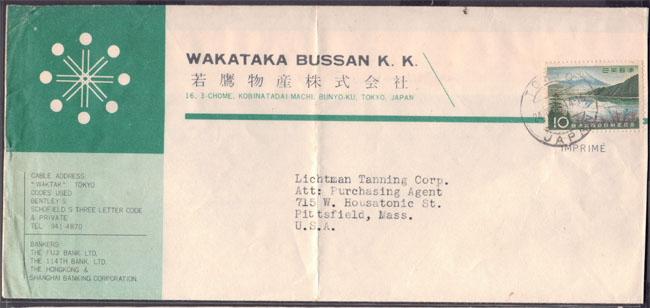 WAKATAKA BUSSAN K. K.
若鷹物産株式会社
16, 3-CHOME, KOBINATADAI-MACHI, BUNYO-KU, TOKYO, JAPAN
日本郵便
10
JAPAN
IMPRIMÉ
CABLE ADDRESS
"WAKTAK" TOKYO
CODES USED
BENTLEY'S
SCHOFIELD'S THREE LETTER CODE
& PRIVATE
TEL 941-4870
BANKERS
THE FUJI BANK, LTD.
THE 114TH BANK, LTD.
THE HONGKONG &
SHANGHAI BANKING CORPORATION.
Lichtman Tanning Corp.
Att: Purchasing Agent
715 W. Housatonic St.
Pittsfield, Mass.
U.S.A.